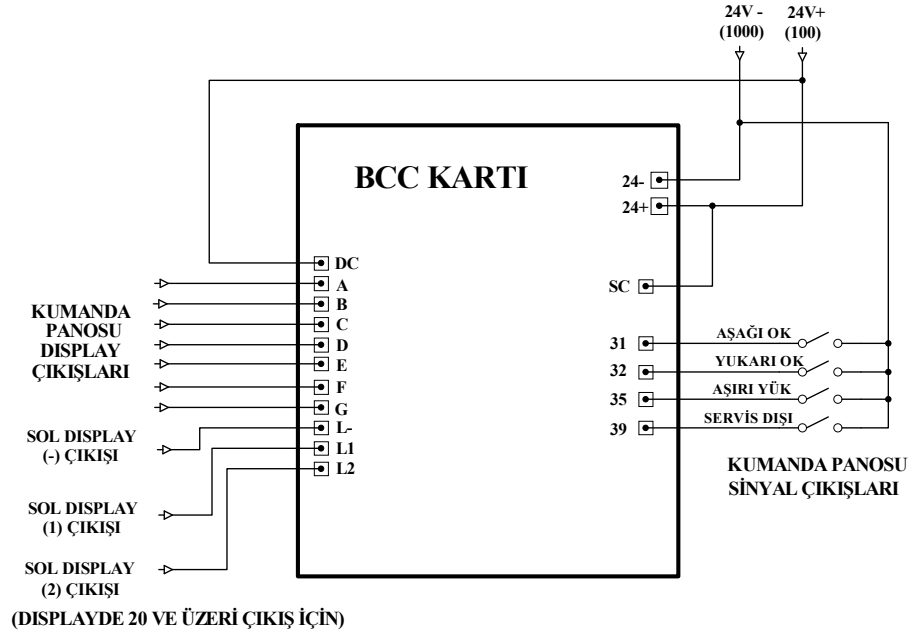 24V -
(1000)
24V+
(100)
BCC KARTI
24-
24+
SC
DC
A
B
C
D
E
F
G
L-
L1
L2
KUMANDA
PANOSU
DISPLAY
ÇIKIŞLARI
SOL DISPLAY
(-) ÇIKIŞI
SOL DISPLAY
(1) ÇIKIŞI
SOL DISPLAY
(2) ÇIKIŞI
(DISPLAYDE 20 VE ÜZERİ ÇIKIŞ İÇİN)
31
AŞAĞI OK
32
YUKARI OK
35
AŞIRI YÜK
39
SERVİS DIŞI
KUMANDA PANOSU
SİNYAL ÇIKIŞLARI